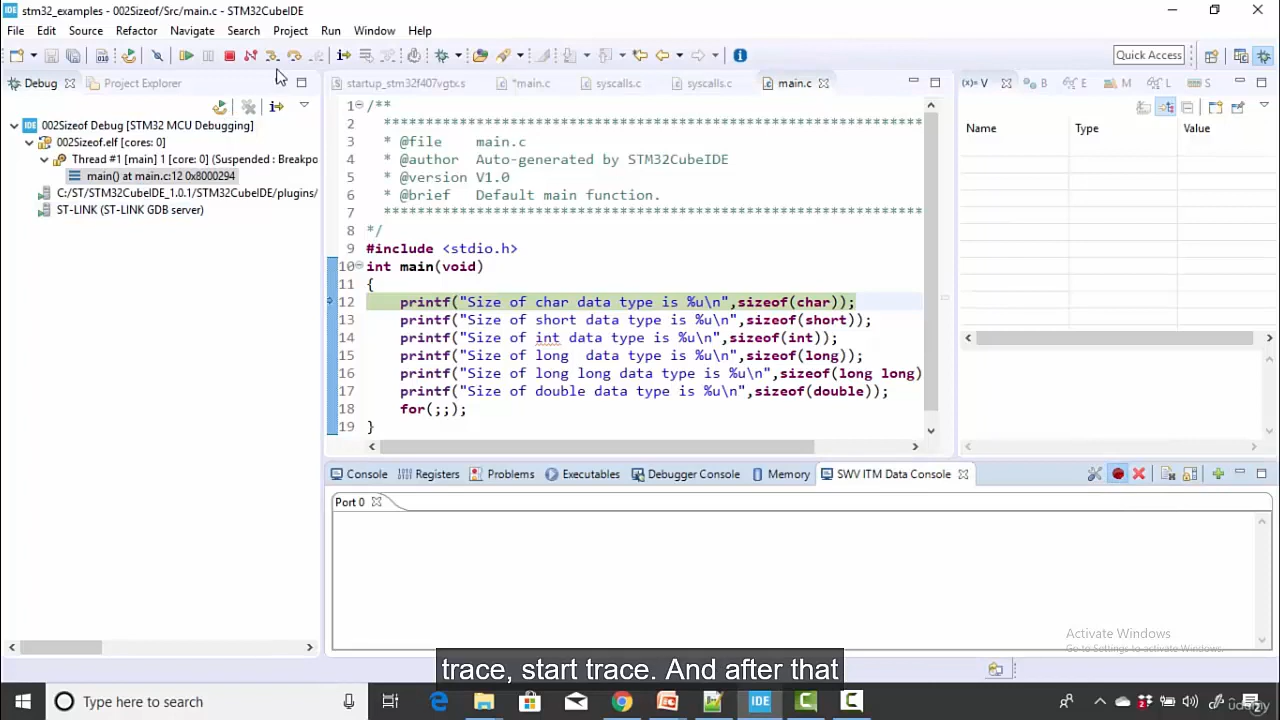 stm32_examples - 002Sizeof/Src/main.c - STM32CubeIDE
File Edit Source Refactor Navigate Search Project Run Window Help
Quick Access
Debug Project Explorer
002Sizeof Debug [STM32 MCU Debugging]
002Sizeof.elf [cores: 0]
Thread #1 [main] 1 [core: 0] (Suspended : Breakpo
main() at main.c:12 0x8000294
C:/ST/STM32CubeIDE_1.0.1/STM32CubeIDE/plugins/
ST-LINK (ST-LINK GDB server)
startup_stm32f407vgtx.s *main.c syscalls.c syscalls.c main.c
1 /**
2 ******************************************************************
3 * @file main.c
4 * @author Auto-generated by STM32CubeIDE
5 * @version V1.0
6 * @brief Default main function.
7 ******************************************************************
8 */
9 #include <stdio.h>
10 int main(void)
11 {
12 printf("Size of char data type is %u\n",sizeof(char));
13 printf("Size of short data type is %u\n",sizeof(short));
14 printf("Size of int data type is %u\n",sizeof(int));
15 printf("Size of long  data type is %u\n",sizeof(long));
16 printf("Size of long long data type is %u\n",sizeof(long long)
17 printf("Size of double data type is %u\n",sizeof(double));
18 for(;;);
19 }
(x)= V B E M L S
Name Type Value
Console Registers Problems Executables Debugger Console Memory SWV ITM Data Console
Port 0
Activate Windows
Go to Settings to activate Windows.
trace, start trace. And after that
Type here to search
IDE